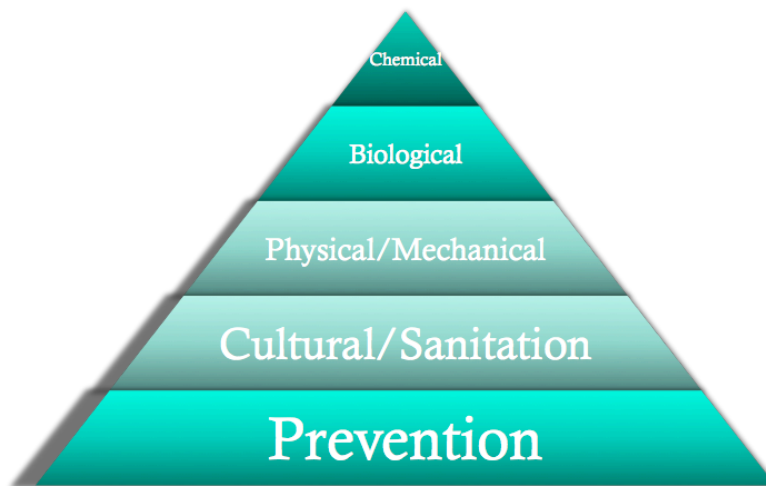 Chemical
Biological
Physical/Mechanical
Cultural/Sanitation
Prevention